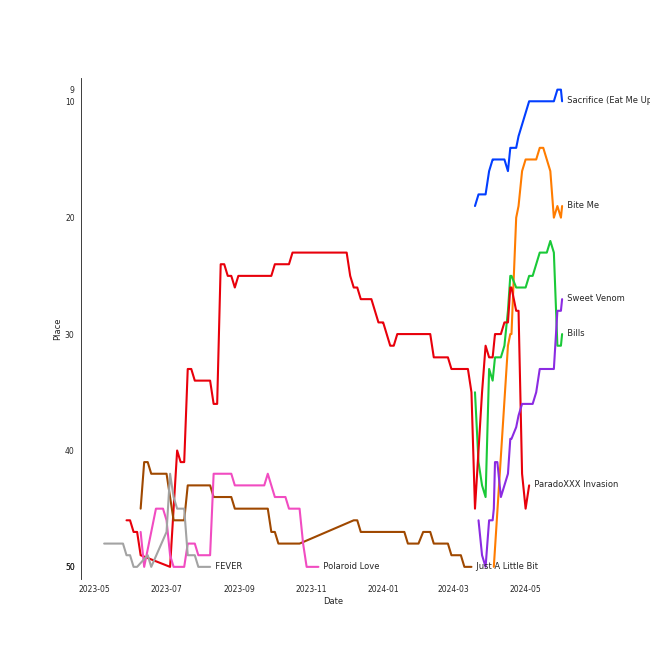 9
10
Sacrifice (Eat Me Up
20
Bite Me
Sweet Venom
30
Bills
Place
40
ParadoXXX Invasion
50
FEVER
Polaroid Love
Just A Little Bit
2023-05
2023-07
2023-09
2023-11
2024-01
2024-03
2024-05
Date